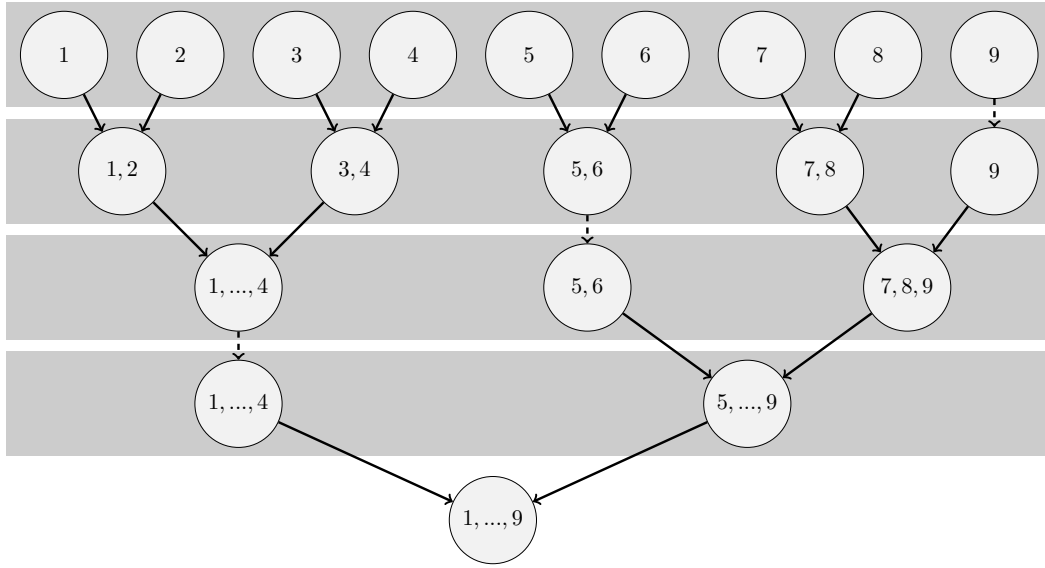 1 2 3 4 5 6 7 8 9
1, 2 3, 4 5, 6 7, 8 9
1, ..., 4 5, 6 7, 8, 9
1, ..., 4 5, ..., 9
1, ..., 9